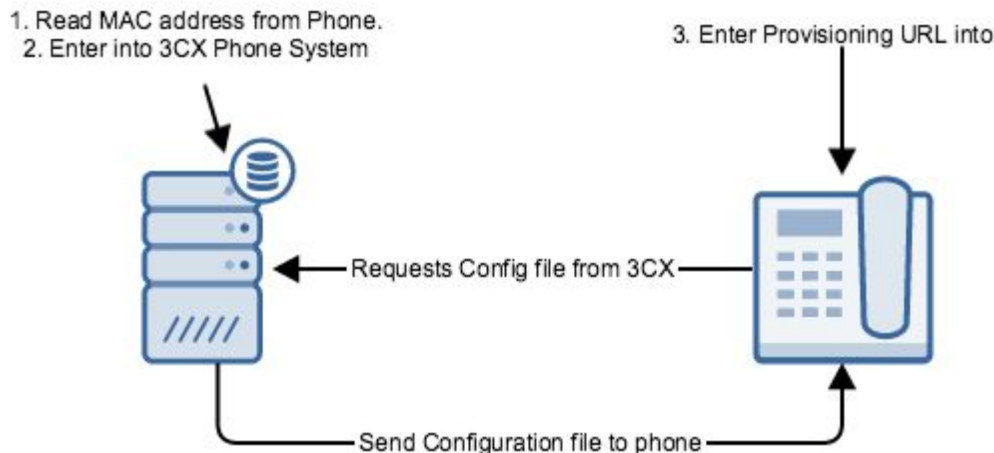 1. Read MAC address from Phone.
2. Enter into 3CX Phone System
3. Enter Provisioning URL into
Requests Config file from 3CX
Send Configuration file to phone